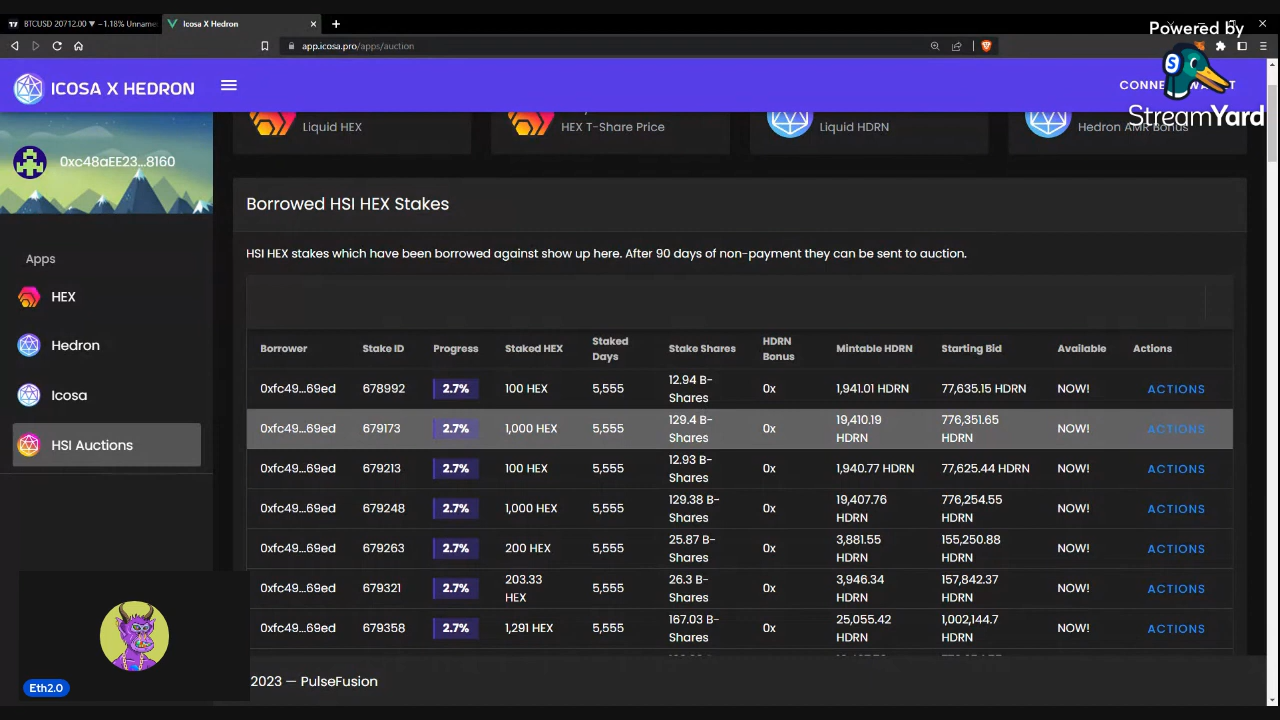 BTCUSD 20712.00 ▼ −1.18% Unname
Icosa X Hedron
app.icosa.pro/apps/auction
Powered by
StreamYard
ICOSA X HEDRON
0xc48aEE23...8160
Liquid HEX
HEX T-Share Price
Liquid HDRN
Hedron AMR Bonus
Apps
HEX
Hedron
Icosa
HSI Auctions
Borrowed HSI HEX Stakes
HSI HEX stakes which have been borrowed against show up here. After 90 days of non-payment they can be sent to auction.
Borrower Stake ID Progress Staked HEX Staked Days Stake Shares HDRN Bonus Mintable HDRN Starting Bid Available Actions
0xfc49...69ed 678992 2.7% 100 HEX 5,555 12.94 B-Shares 0x 1,941.01 HDRN 77,635.15 HDRN NOW! ACTIONS
0xfc49...69ed 679173 2.7% 1,000 HEX 5,555 129.4 B-Shares 0x 19,410.19 HDRN 776,351.65 HDRN NOW! ACTIONS
0xfc49...69ed 679213 2.7% 100 HEX 5,555 12.93 B-Shares 0x 1,940.77 HDRN 77,625.44 HDRN NOW! ACTIONS
0xfc49...69ed 679248 2.7% 1,000 HEX 5,555 129.38 B-Shares 0x 19,407.76 HDRN 776,254.55 HDRN NOW! ACTIONS
0xfc49...69ed 679263 2.7% 200 HEX 5,555 25.87 B-Shares 0x 3,881.55 HDRN 155,250.88 HDRN NOW! ACTIONS
0xfc49...69ed 679321 2.7% 203.33 HEX 5,555 26.3 B-Shares 0x 3,946.34 HDRN 157,842.37 HDRN NOW! ACTIONS
0xfc49...69ed 679358 2.7% 1,291 HEX 5,555 167.03 B-Shares 0x 25,055.42 HDRN 1,002,144.7 HDRN NOW! ACTIONS
Eth2.0
2023 — PulseFusion